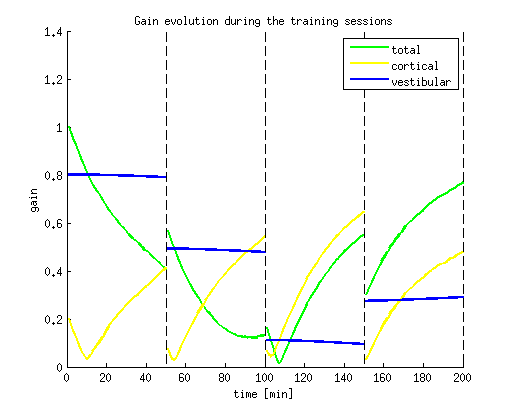 Gain evolution during the training sessions
1.4
1.2
1
0.8
0.6
0.4
0.2
0
gain
total
cortical
vestibular
0 20 40 60 80 100 120 140 160 180 200
time [min]